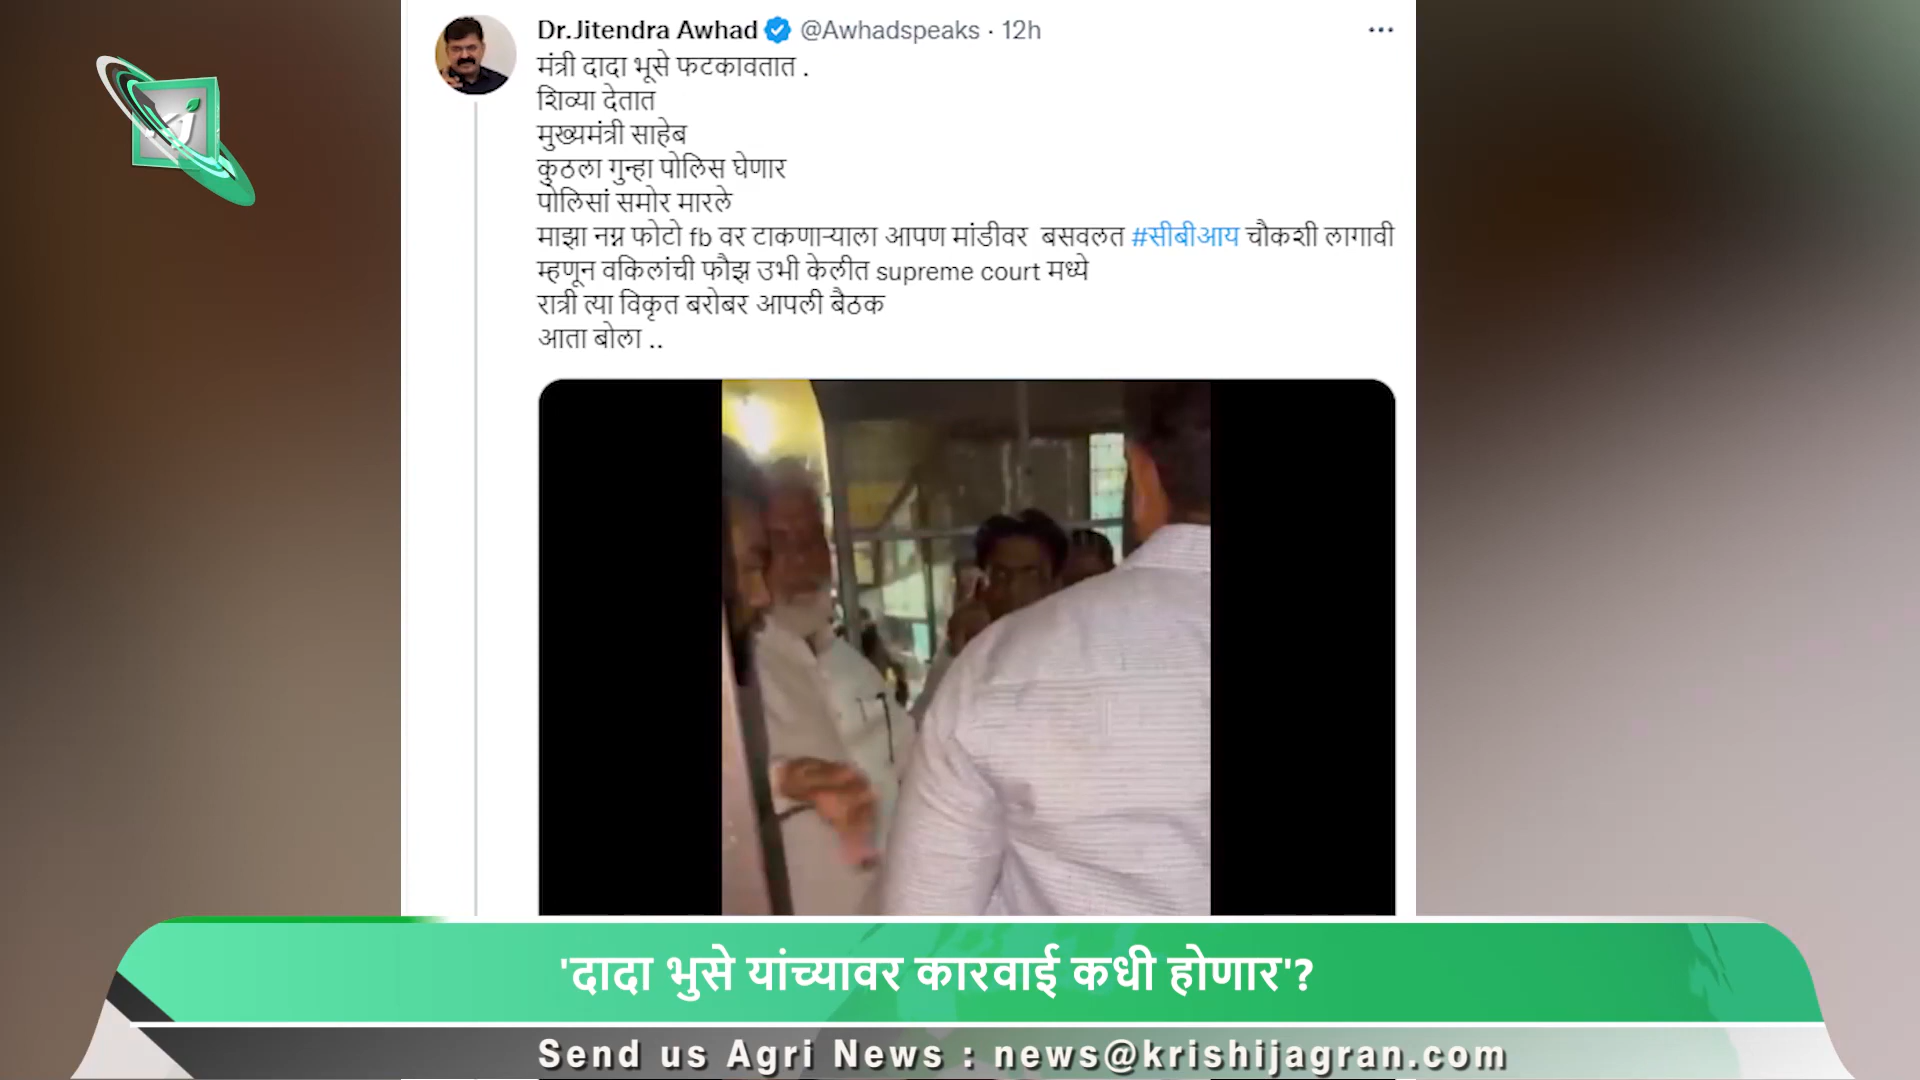 Dr.Jitendra Awhad @Awhadspeaks · 12h
मंत्री दादा भूसे फटकावतात .
शिव्या देतात
मुख्यमंत्री साहेब
कुठला गुन्हा पोलिस घेणार
पोलिसां समोर मारले
माझा नग्न फोटो fb वर टाकणाऱ्याला आपण मांडीवर बसवलत #सीबीआय चौकशी लागावी
म्हणून वकिलांची फौझ उभी केलीत supreme court मध्ये
रात्री त्या विकृत बरोबर आपली बैठक
आता बोला ..
'दादा भुसे यांच्यावर कारवाई कधी होणार'?
Send us Agri News : news@krishijagran.com